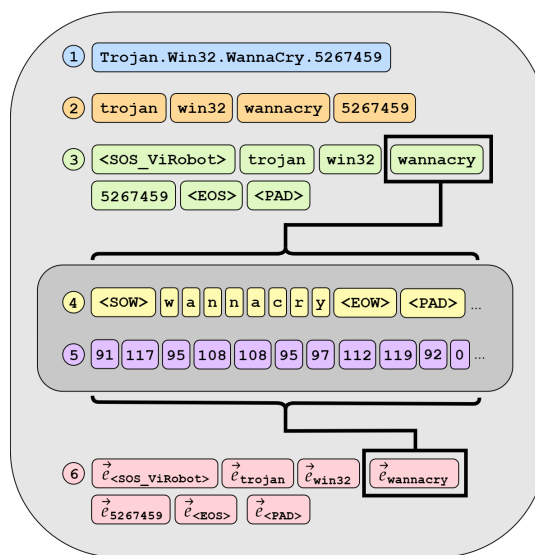 1 Trojan.Win32.WannaCry.5267459
2 trojan win32 wannacry 5267459
3 <SOS_ViRobot> trojan win32 wannacry
5267459 <EOS> <PAD>
4 <SOW> w a n n a c r y <EOW> <PAD> ...
5 91 117 95 108 108 95 97 112 119 92 0 ...
6 e<SOS_ViRobot> etrojan ewin32 ewannacry
e5267459 e<EOS> e<PAD>